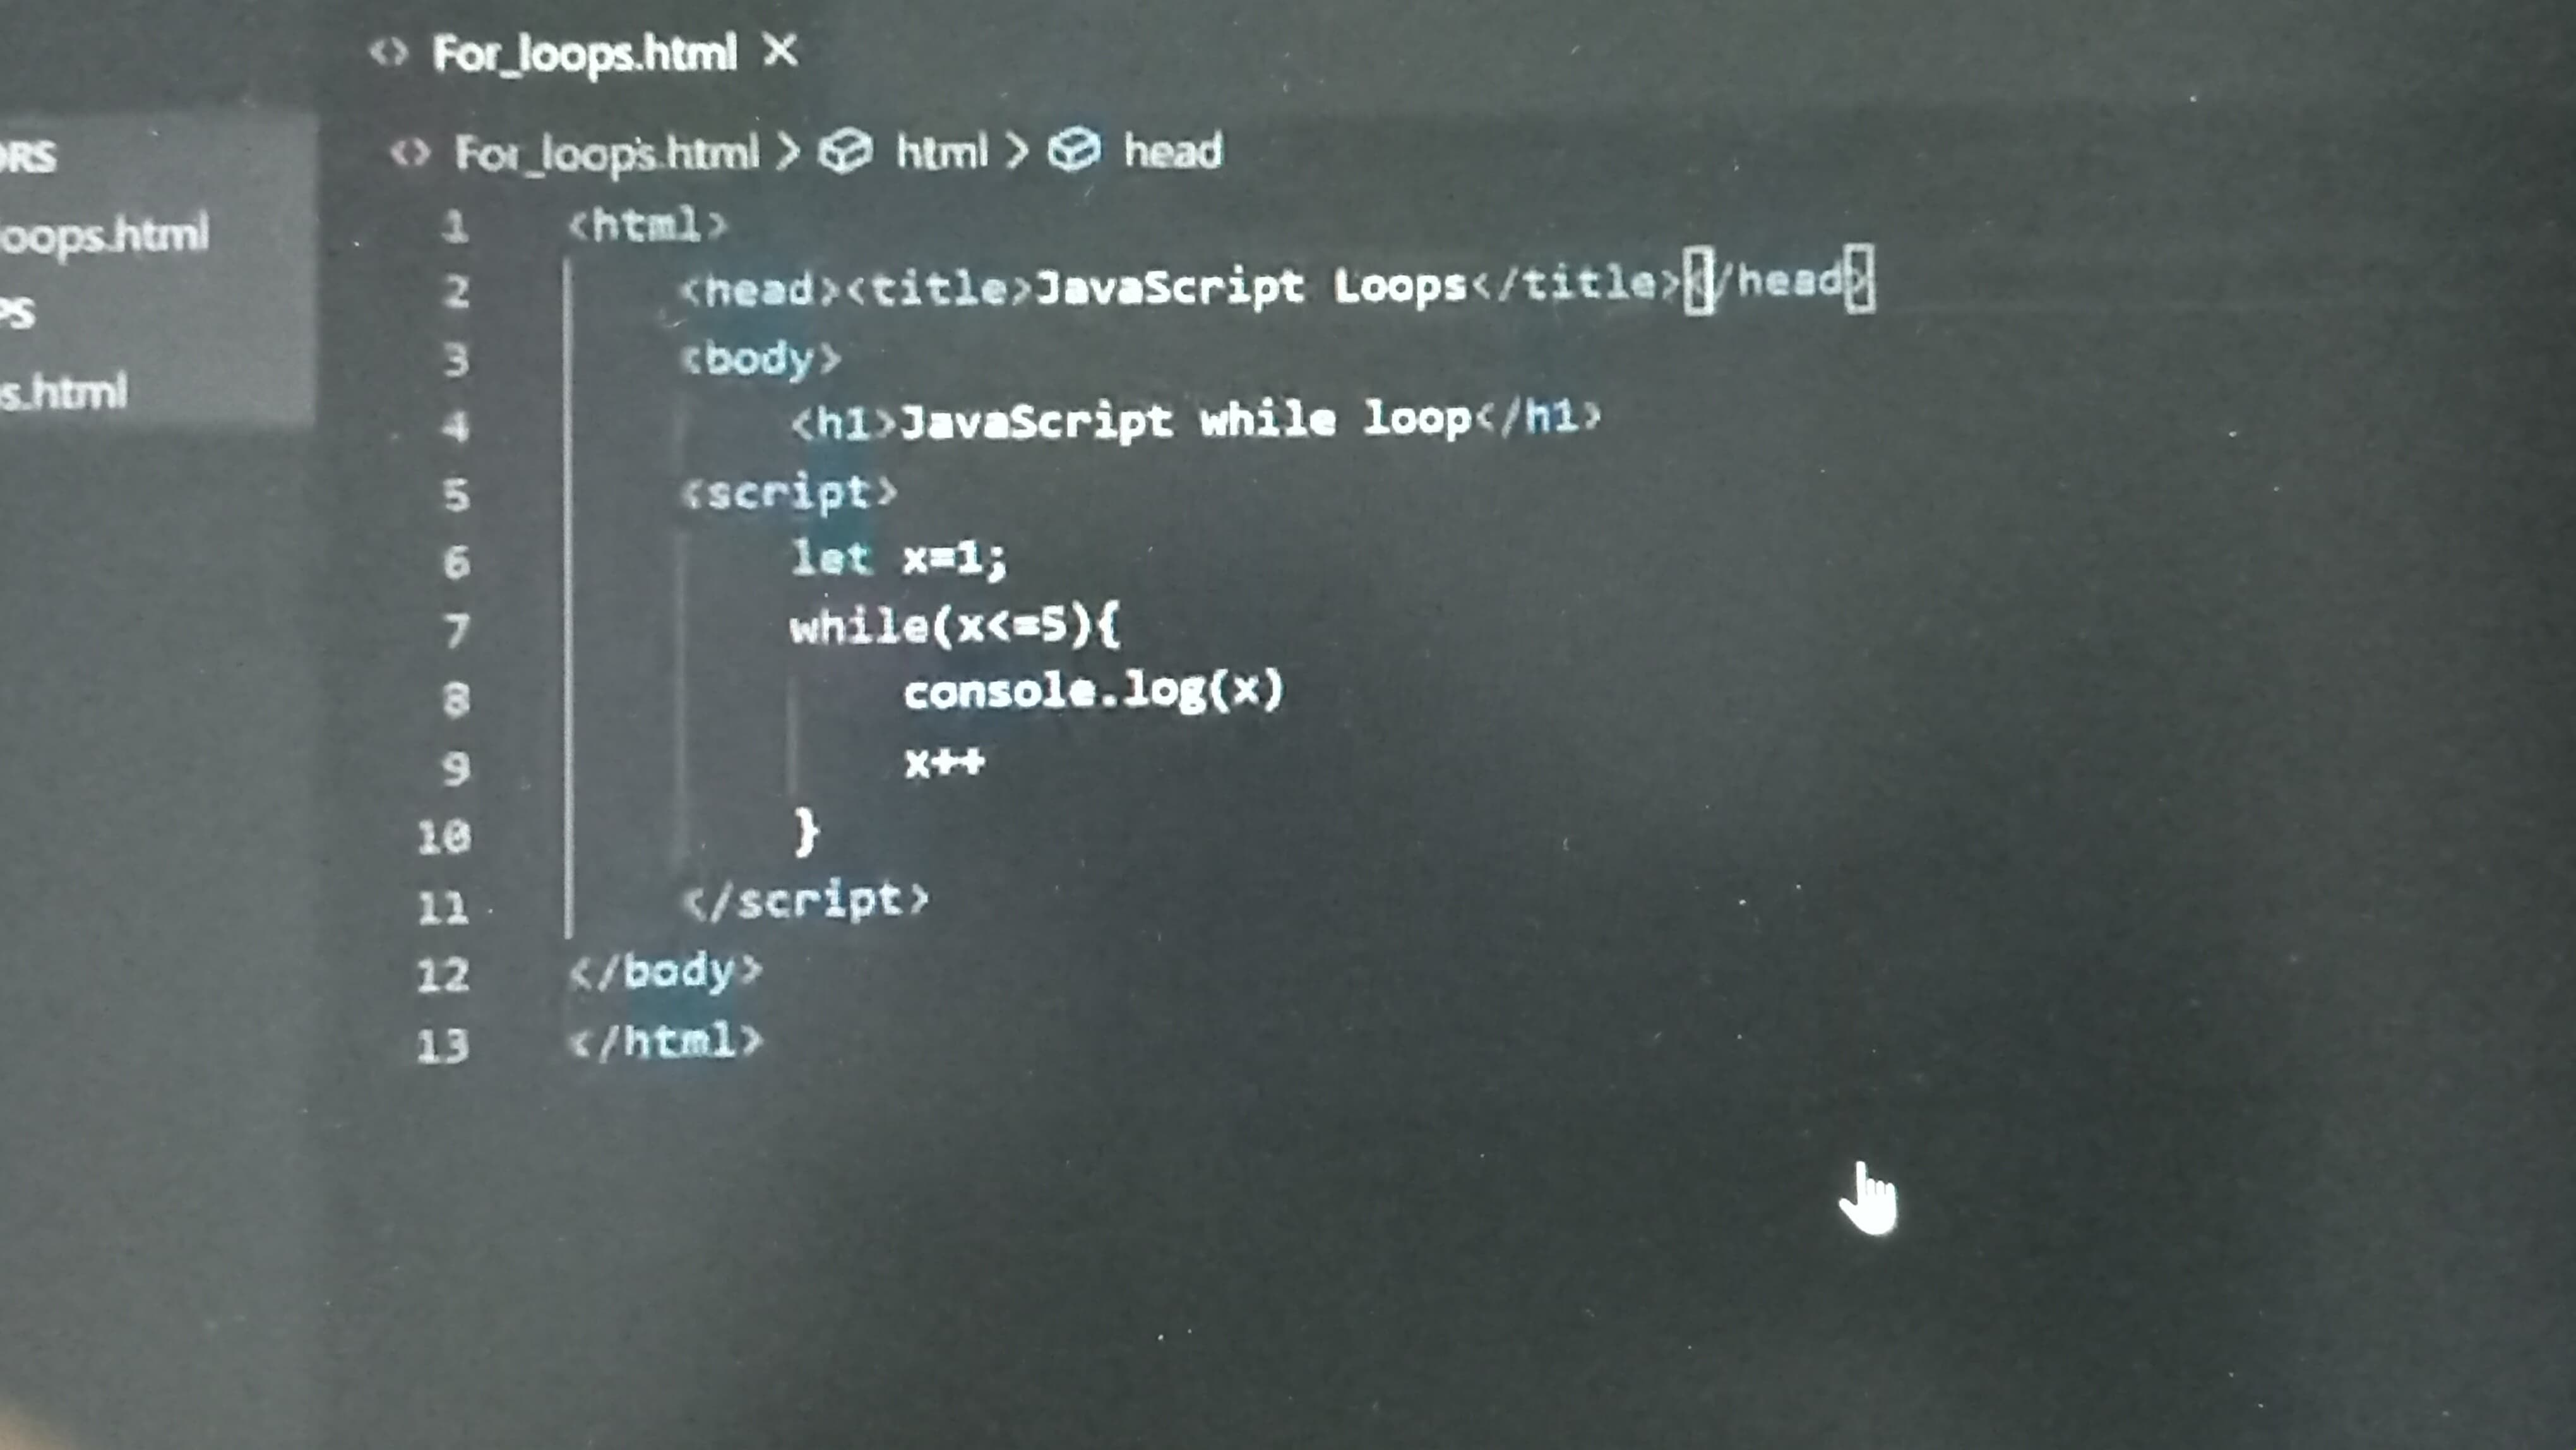 For_loops.html
For_loops.html > html > head
ORS
loops.html
PS
s.html
1 <html>
2 <head><title>JavaScript Loops</title></head>
3 <body>
4 <h1>JavaScript while loop</h1>
5 <script>
6 let x=1;
7 while(x<=5){
8 console.log(x)
9 x++
10 }
11 </script>
12 </body>
13 </html>